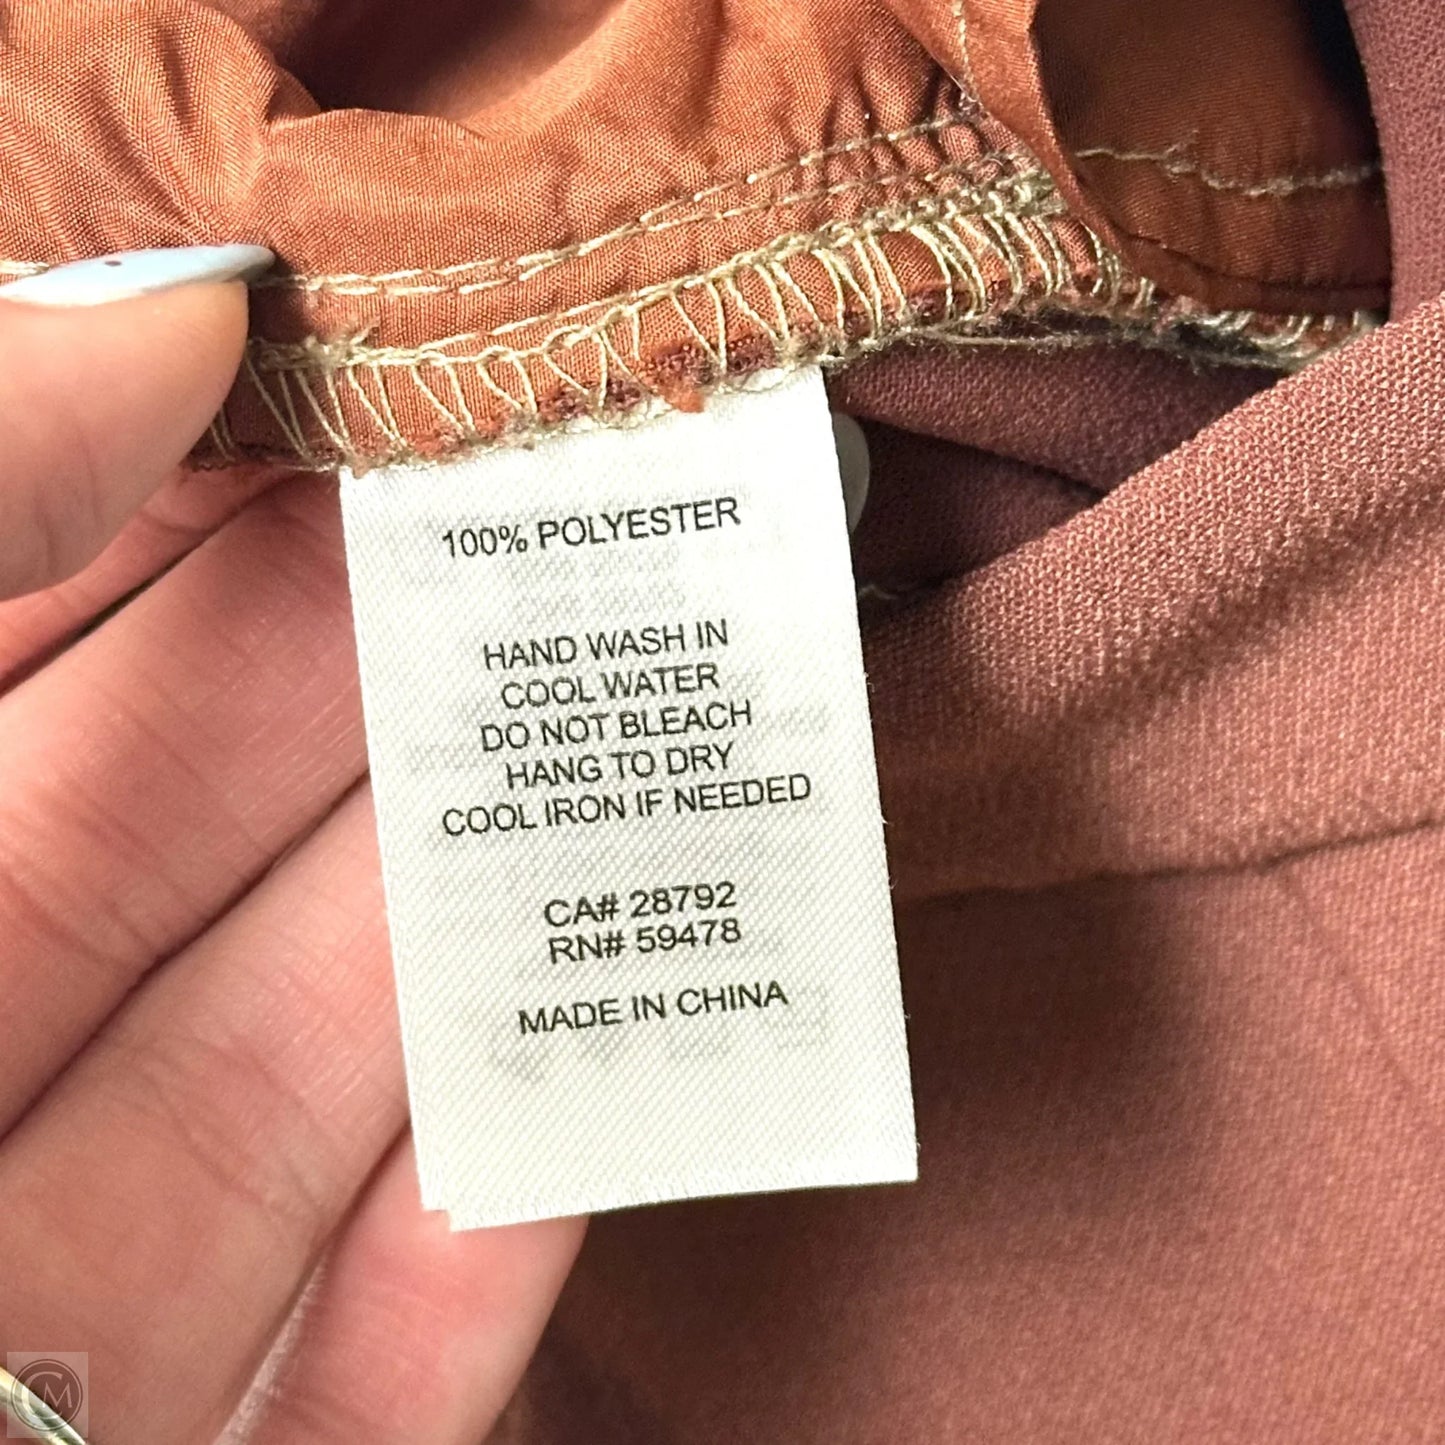 100% POLYESTER
HAND WASH IN
COOL WATER
DO NOT BLEACH
HANG TO DRY
COOL IRON IF NEEDED
CA# 28792
RN# 59478
MADE IN CHINA
CM